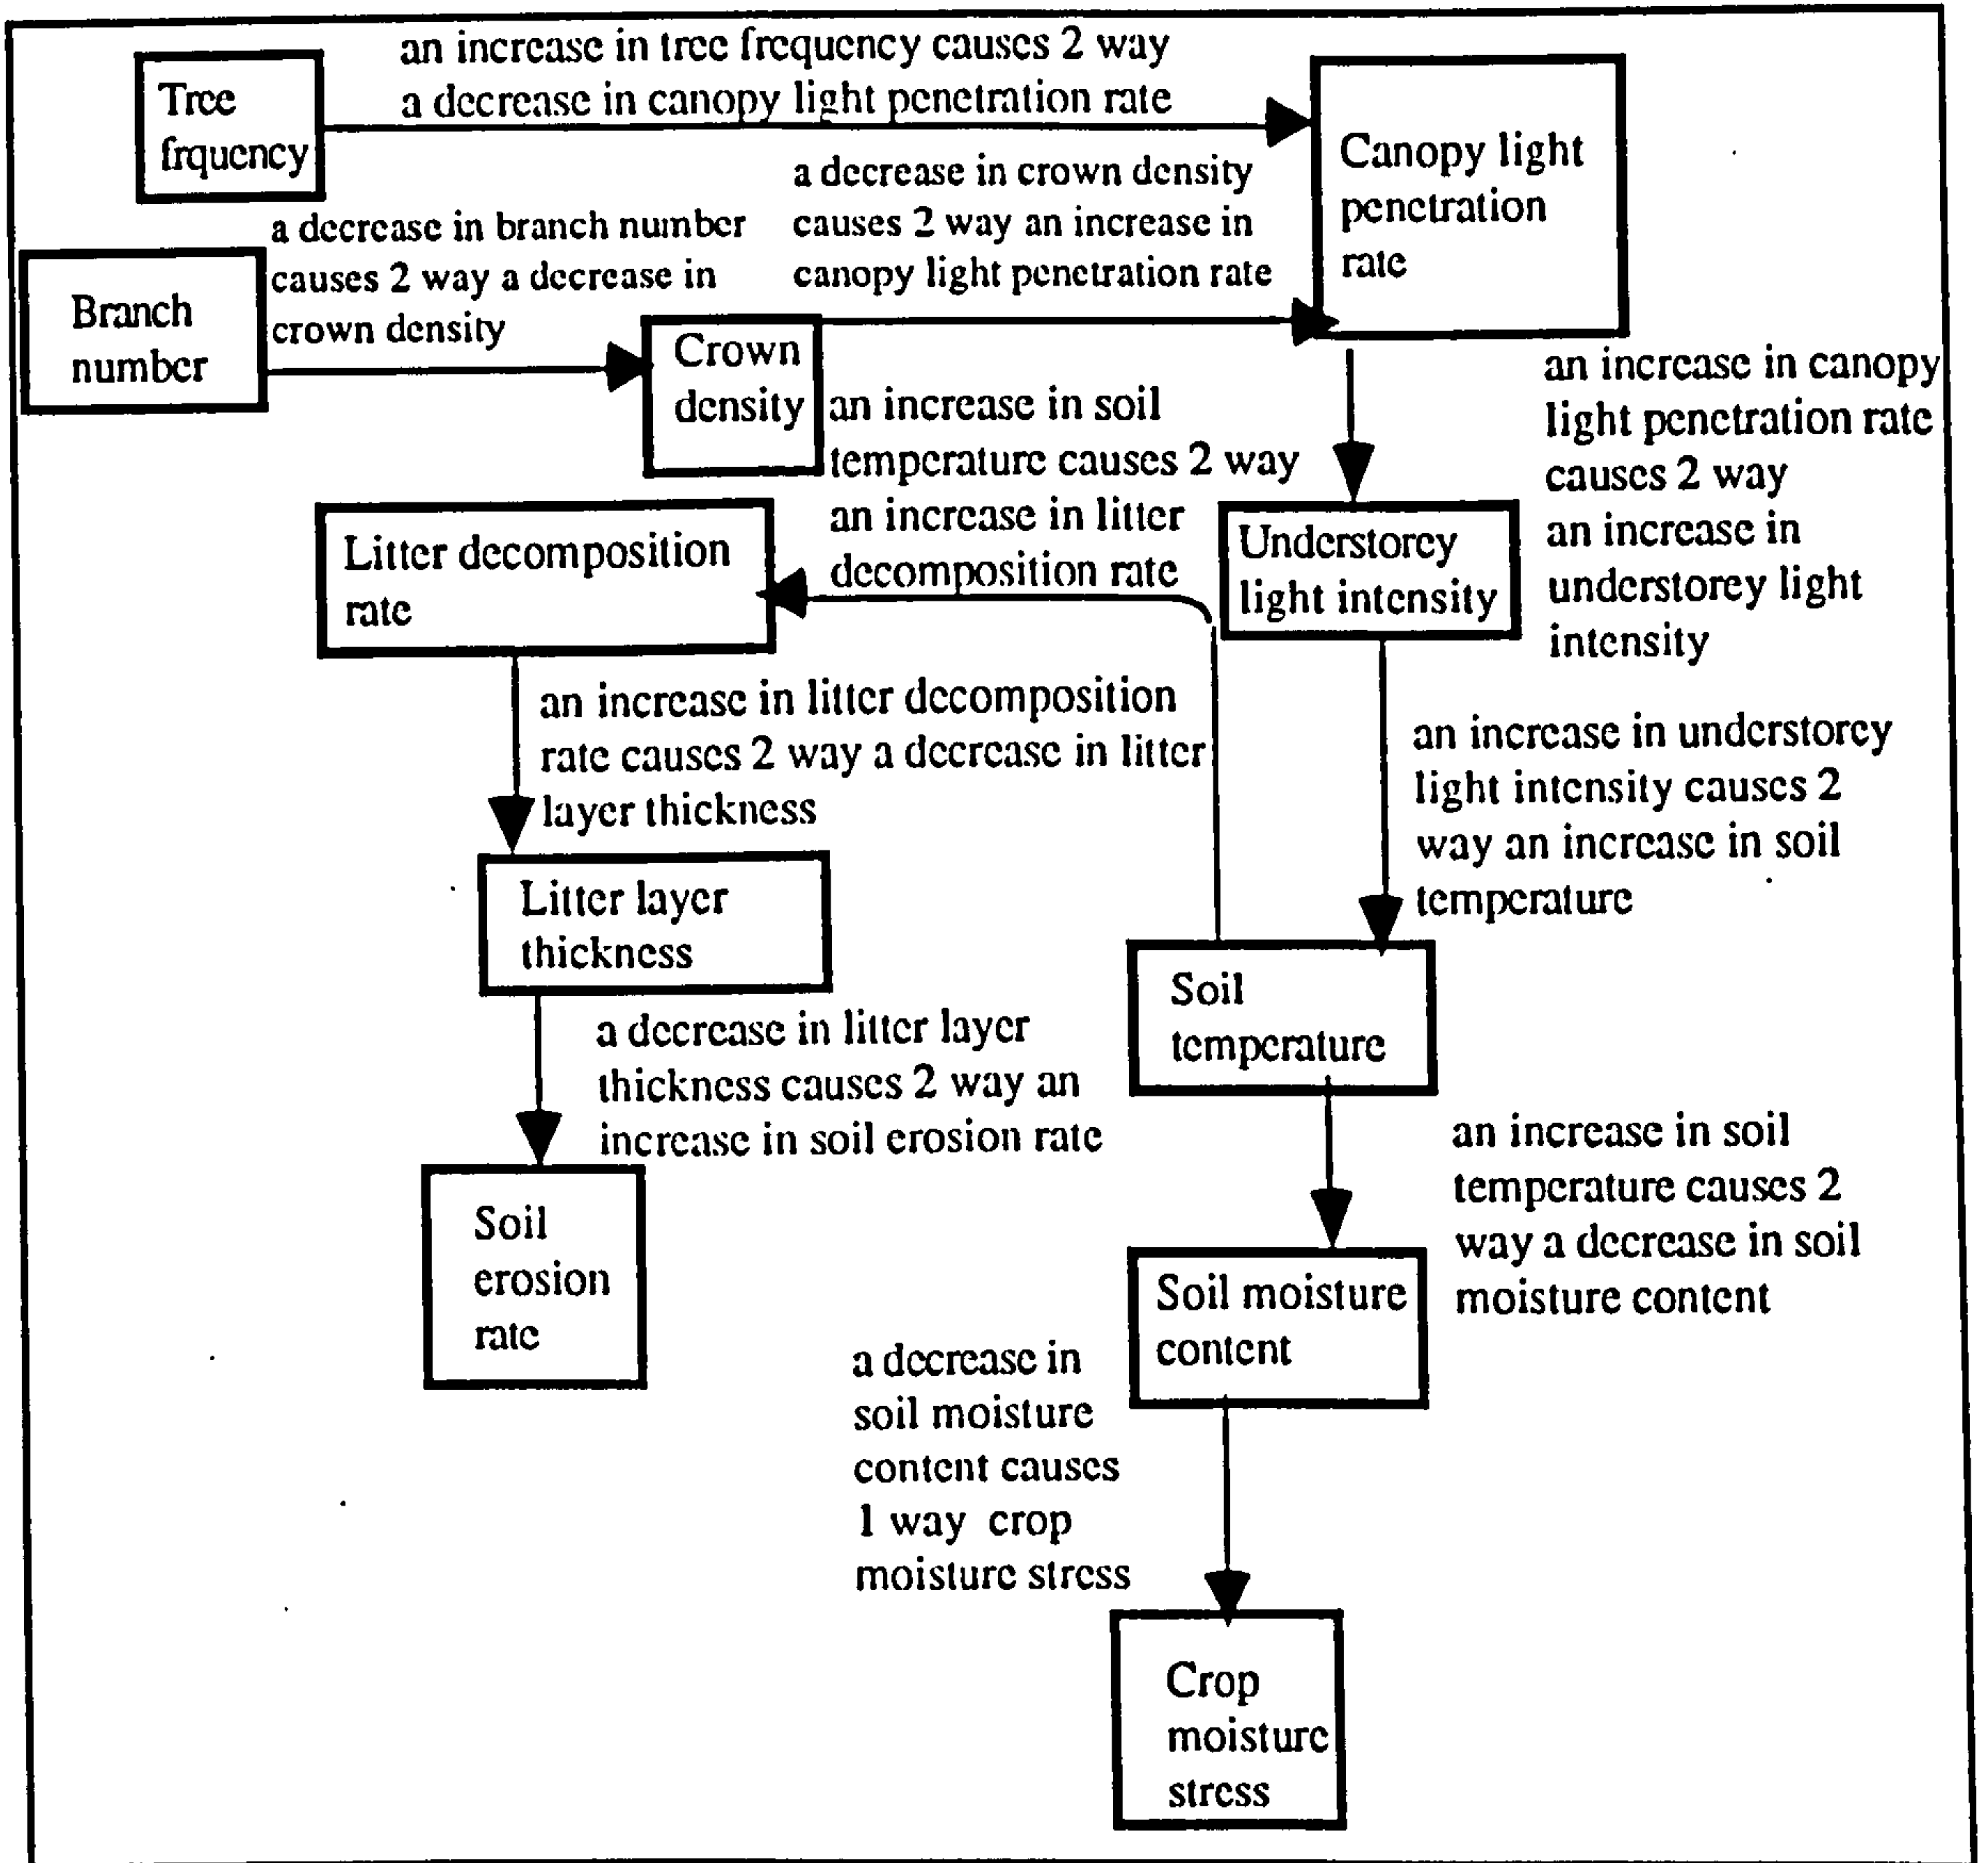 an increase in tree frequency causes 2 way
a decrease in canopy light penetration rate
Tree
frquency
Canopy light
penetration
rate
a decrease in crown density
causes 2 way an increase in
canopy light penetration rate
a decrease in branch number
causes 2 way a decrease in
crown density
Branch
number
Crown
density
an increase in canopy
light penetration rate
causes 2 way
an increase in
understorey light
intensity
an increase in soil
temperature causes 2 way
an increase in litter
decomposition rate
Understorey
light intensity
Litter decomposition
rate
an increase in litter decomposition
rate causes 2 way a decrease in litter
layer thickness
an increase in understorey
light intensity causes 2
way an increase in soil
temperature
Litter layer
thickness
Soil
temperature
a decrease in litter layer
thickness causes 2 way an
increase in soil erosion rate
an increase in soil
temperature causes 2
way a decrease in soil
moisture content
Soil
erosion
rate
Soil moisture
content
a decrease in
soil moisture
content causes
1 way crop
moisture stress
Crop
moisture
stress